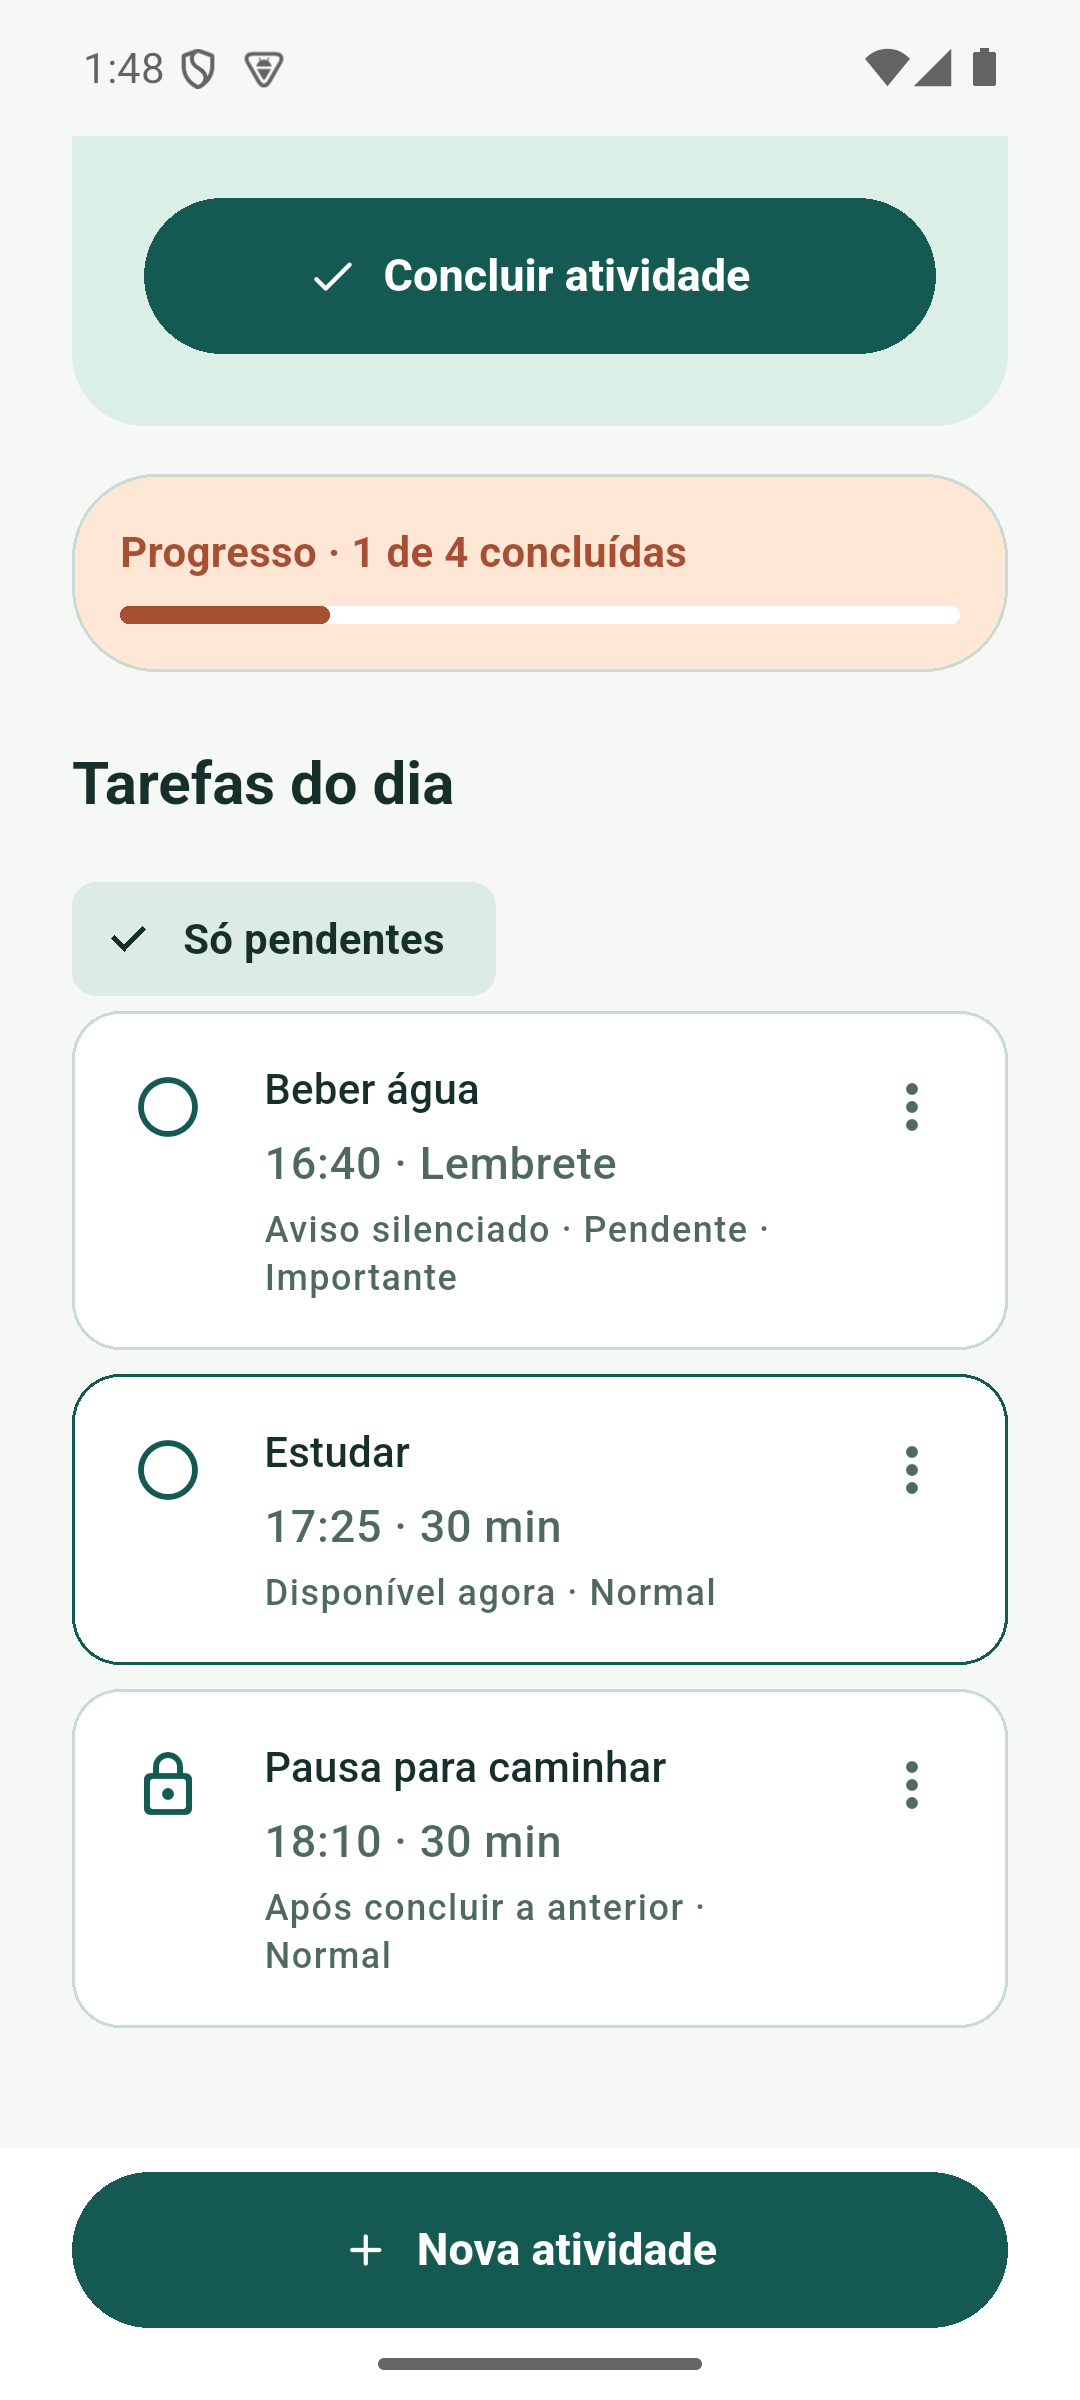 1:48
Concluir atividade
Progresso · 1 de 4 concluídas
Tarefas do dia
Só pendentes
Beber água
16:40 · Lembrete
Aviso silenciado · Pendente ·
Importante
Estudar
17:25 · 30 min
Disponível agora · Normal
Pausa para caminhar
18:10 · 30 min
Após concluir a anterior ·
Normal
Nova atividade